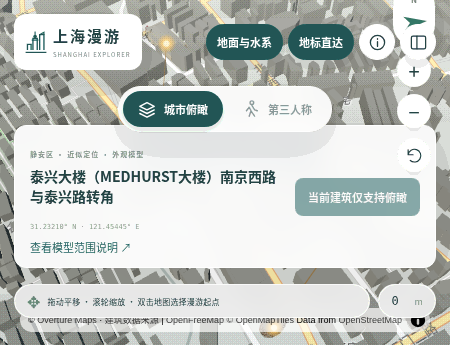 上海漫游
SHANGHAI EXPLORER
地面与水系
地标直达
N
城市俯瞰
第三人称
静安区 · 近似定位 · 外观模型
泰兴大楼（MEDHURST大楼）南京西路
与泰兴路转角
当前建筑仅支持俯瞰
31.23210° N · 121.45445° E
查看模型范围说明 ↗
拖动平移 · 滚轮缩放 · 双击地图选择漫游起点
0 m
© Overture Maps · 建筑数据来源 | OpenFreeMap © OpenMapTiles Data from OpenStreetMap
路